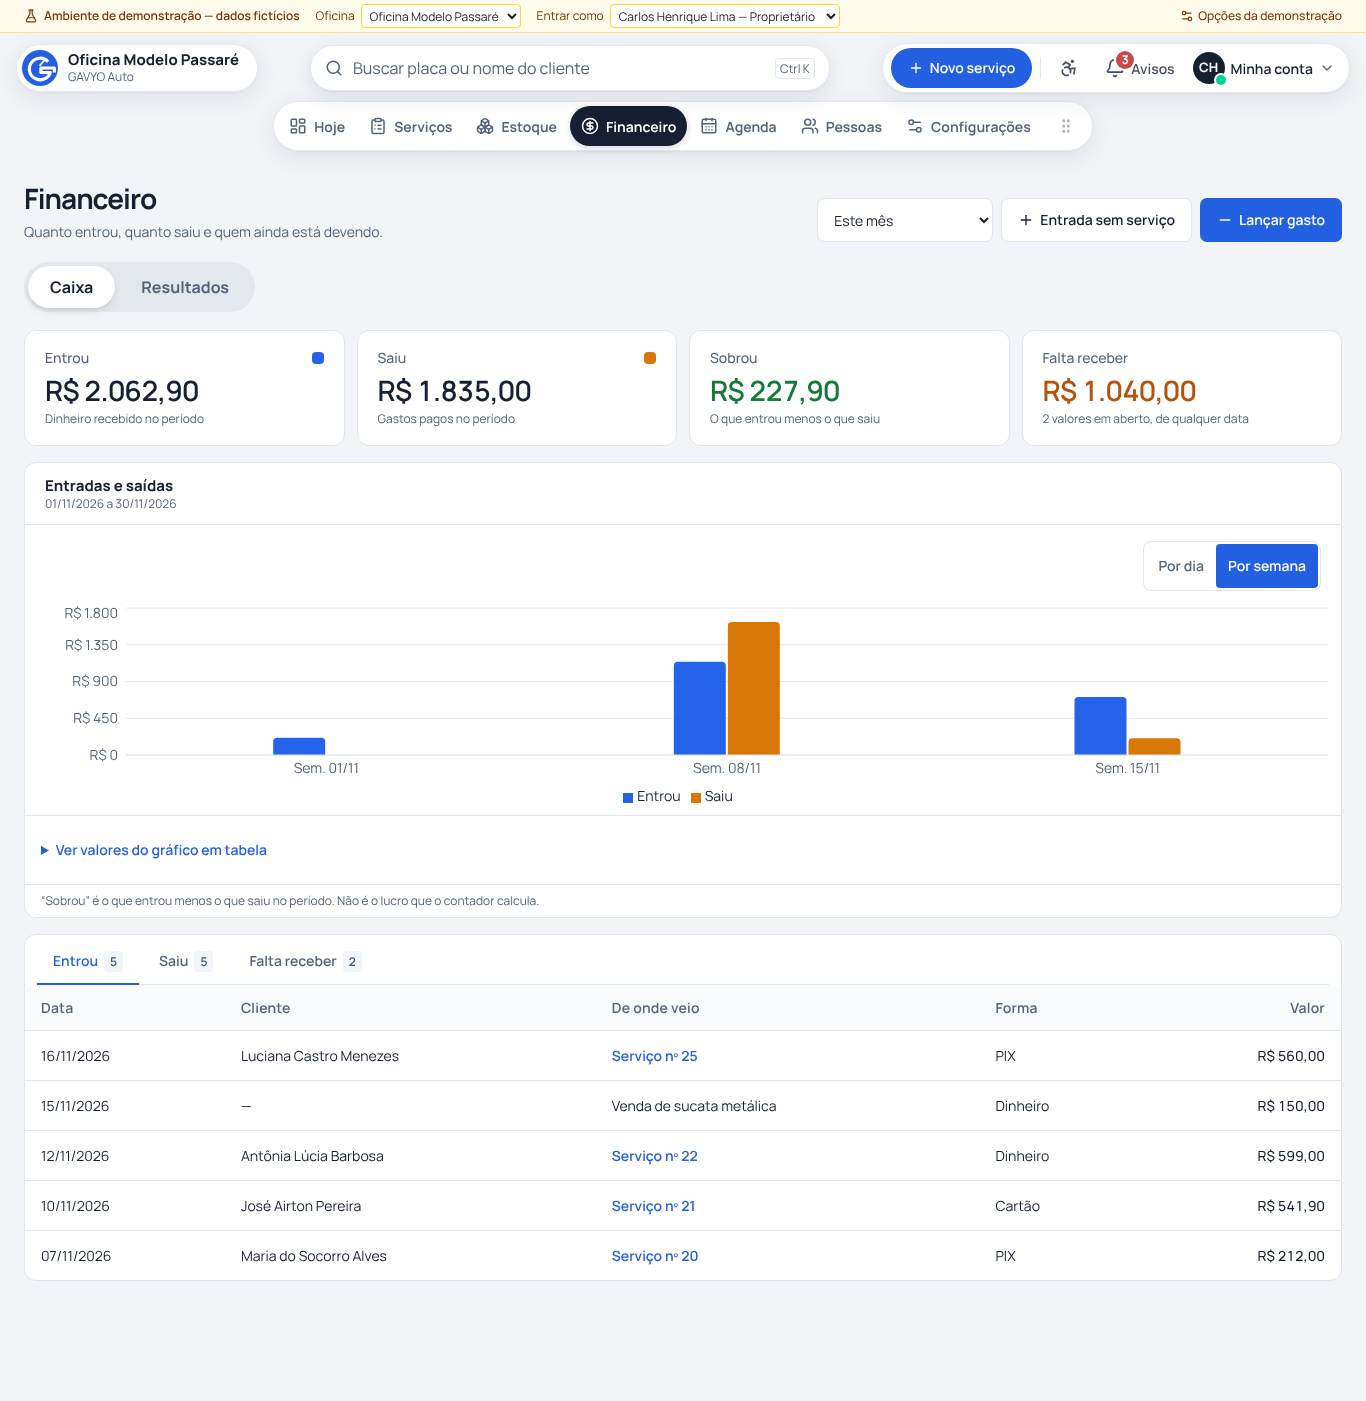 Ambiente de demonstração — dados fictícios Oficina Oficina Modelo Passaré Entrar como Carlos Henrique Lima — Proprietário Opções da demonstração
Oficina Modelo Passaré
GAVYO Auto
Buscar placa ou nome do cliente Ctrl K
+ Novo serviço 3 Avisos CH Minha conta
Hoje Serviços Estoque Financeiro Agenda Pessoas Configurações
Financeiro
Quanto entrou, quanto saiu e quem ainda está devendo.
Este mês + Entrada sem serviço − Lançar gasto
Caixa Resultados
Entrou Saiu Sobrou Falta receber
R$ 2.062,90 R$ 1.835,00 R$ 227,90 R$ 1.040,00
Dinheiro recebido no período Gastos pagos no período O que entrou menos o que saiu 2 valores em aberto, de qualquer data
Entradas e saídas
01/11/2026 a 30/11/2026
Por dia Por semana
R$ 1.800
R$ 1.350
R$ 900
R$ 450
R$ 0
Sem. 01/11 Sem. 08/11 Sem. 15/11
Entrou Saiu
Ver valores do gráfico em tabela
“Sobrou” é o que entrou menos o que saiu no período. Não é o lucro que o contador calcula.
Entrou 5 Saiu 5 Falta receber 2
Data Cliente De onde veio Forma Valor
16/11/2026 Luciana Castro Menezes Serviço nº 25 PIX R$ 560,00
15/11/2026 — Venda de sucata metálica Dinheiro R$ 150,00
12/11/2026 Antônia Lúcia Barbosa Serviço nº 22 Dinheiro R$ 599,00
10/11/2026 José Airton Pereira Serviço nº 21 Cartão R$ 541,90
07/11/2026 Maria do Socorro Alves Serviço nº 20 PIX R$ 212,00